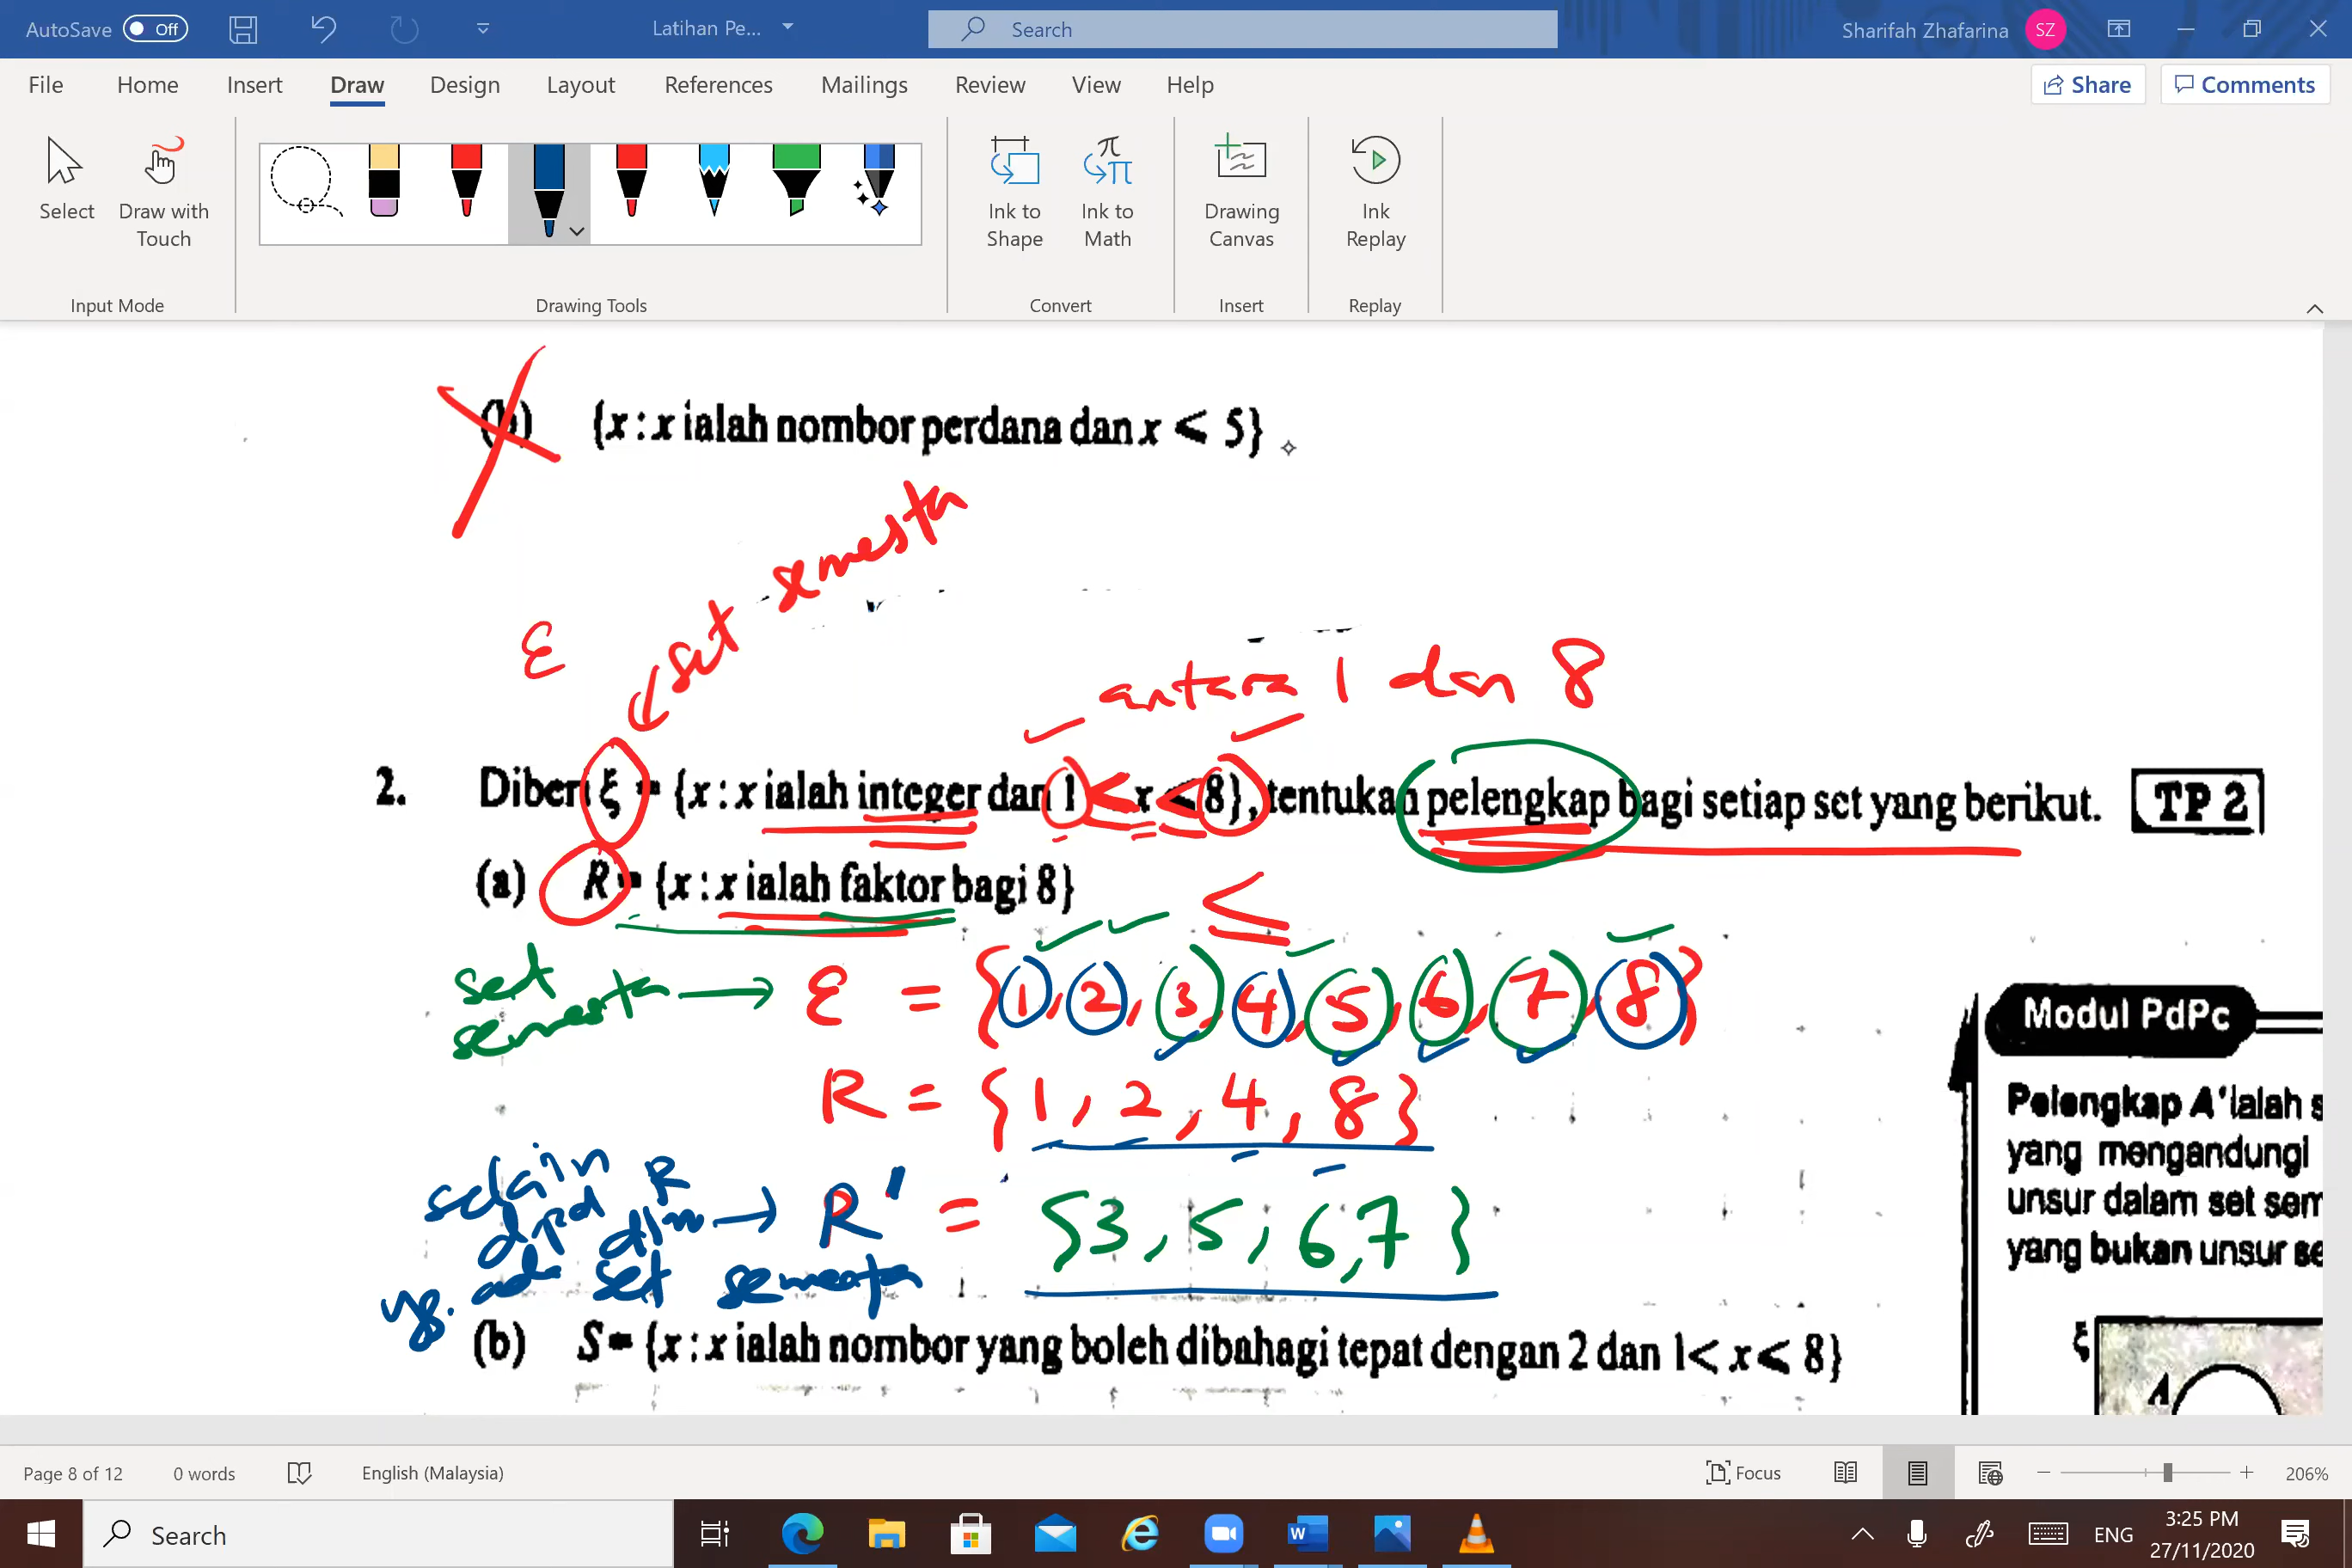 AutoSave Off Latihan Pe... Search Sharifah Zhafarina SZ
File Home Insert Draw Design Layout References Mailings Review View Help Share Comments
Select Draw with Touch Ink to Shape Ink to Math Drawing Canvas Ink Replay
Input Mode Drawing Tools Convert Insert Replay
(b) {x : x ialah nombor perdana dan x < 5}
set semesta
ε
antara 1 dan 8
2. Diberi ξ = {x : x ialah integer dan 1 ≤ x ≤ 8}, tentukan pelengkap bagi setiap set yang berikut. TP 2
(a) R = {x : x ialah faktor bagi 8}
≤
set semesta → ε = {1, 2, 3, 4, 5, 6, 7, 8}
R = {1, 2, 4, 8}
selain dpd R yg. ada dlm set semesta → R' = {3, 5, 6, 7}
(b) S = {x : x ialah nombor yang boleh dibahagi tepat dengan 2 dan 1 < x ≤ 8}
Modul PdPc
Pelengkap A' ialah s
yang mengandungi
unsur dalam set sem
yang bukan unsur se
ξ
A
Page 8 of 12 0 words English (Malaysia) Focus 206%
Search ENG 3:25 PM
27/11/2020